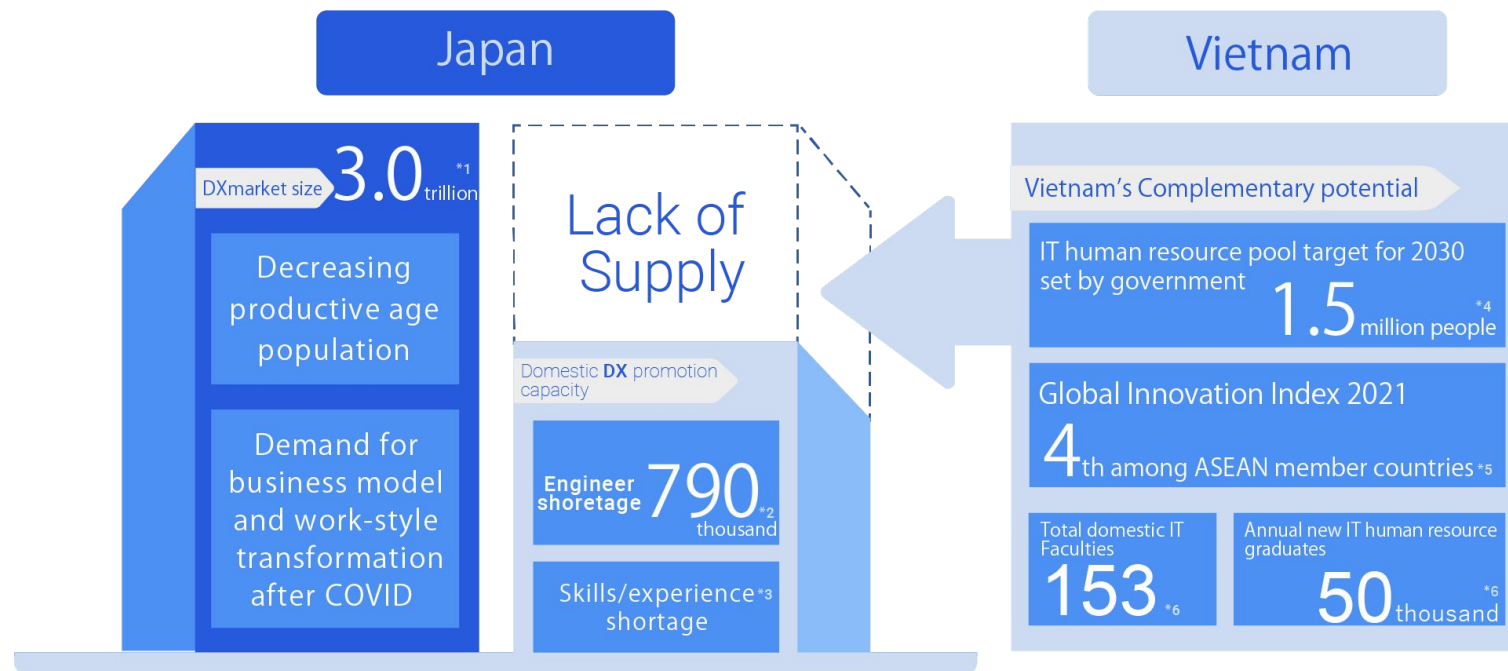 Japan
DXmarket size 3.0 trillion *1
Decreasing
productive age
population
Demand for
business model
and work-style
transformation
after COVID
Lack of
Supply
Domestic DX promotion
capacity
Engineer
shoretage 790 *2
thousand
Skills/experience *3
shortage
Vietnam
Vietnam's Complementary potential
IT human resource pool target for 2030
set by government
1.5 million people *4
Global Innovation Index 2021
4th among ASEAN member countries *5
Total domestic IT
Faculties
153 *6
Annual new IT human resource
graduates
50 thousand *6